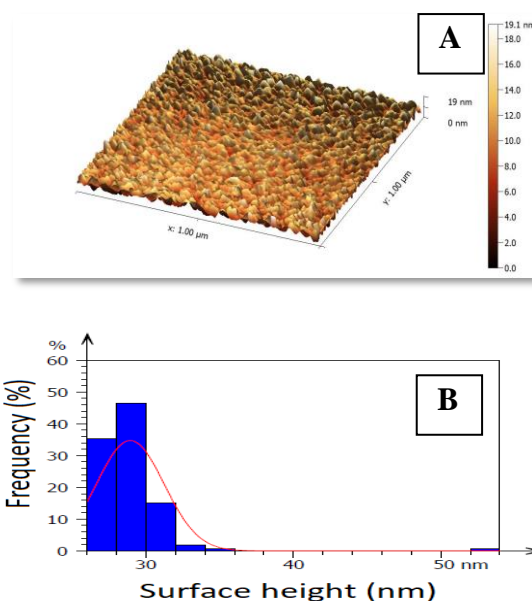 A
19.1 nm
18.0
16.0
14.0
12.0
10.0
8.0
6.0
4.0
2.0
0.0
19 nm
0 nm
x: 1.00 µm
y: 1.00 µm
B
%
60
50
40
30
20
10
0
Frequency (%)
30
40
50 nm
Surface height (nm)